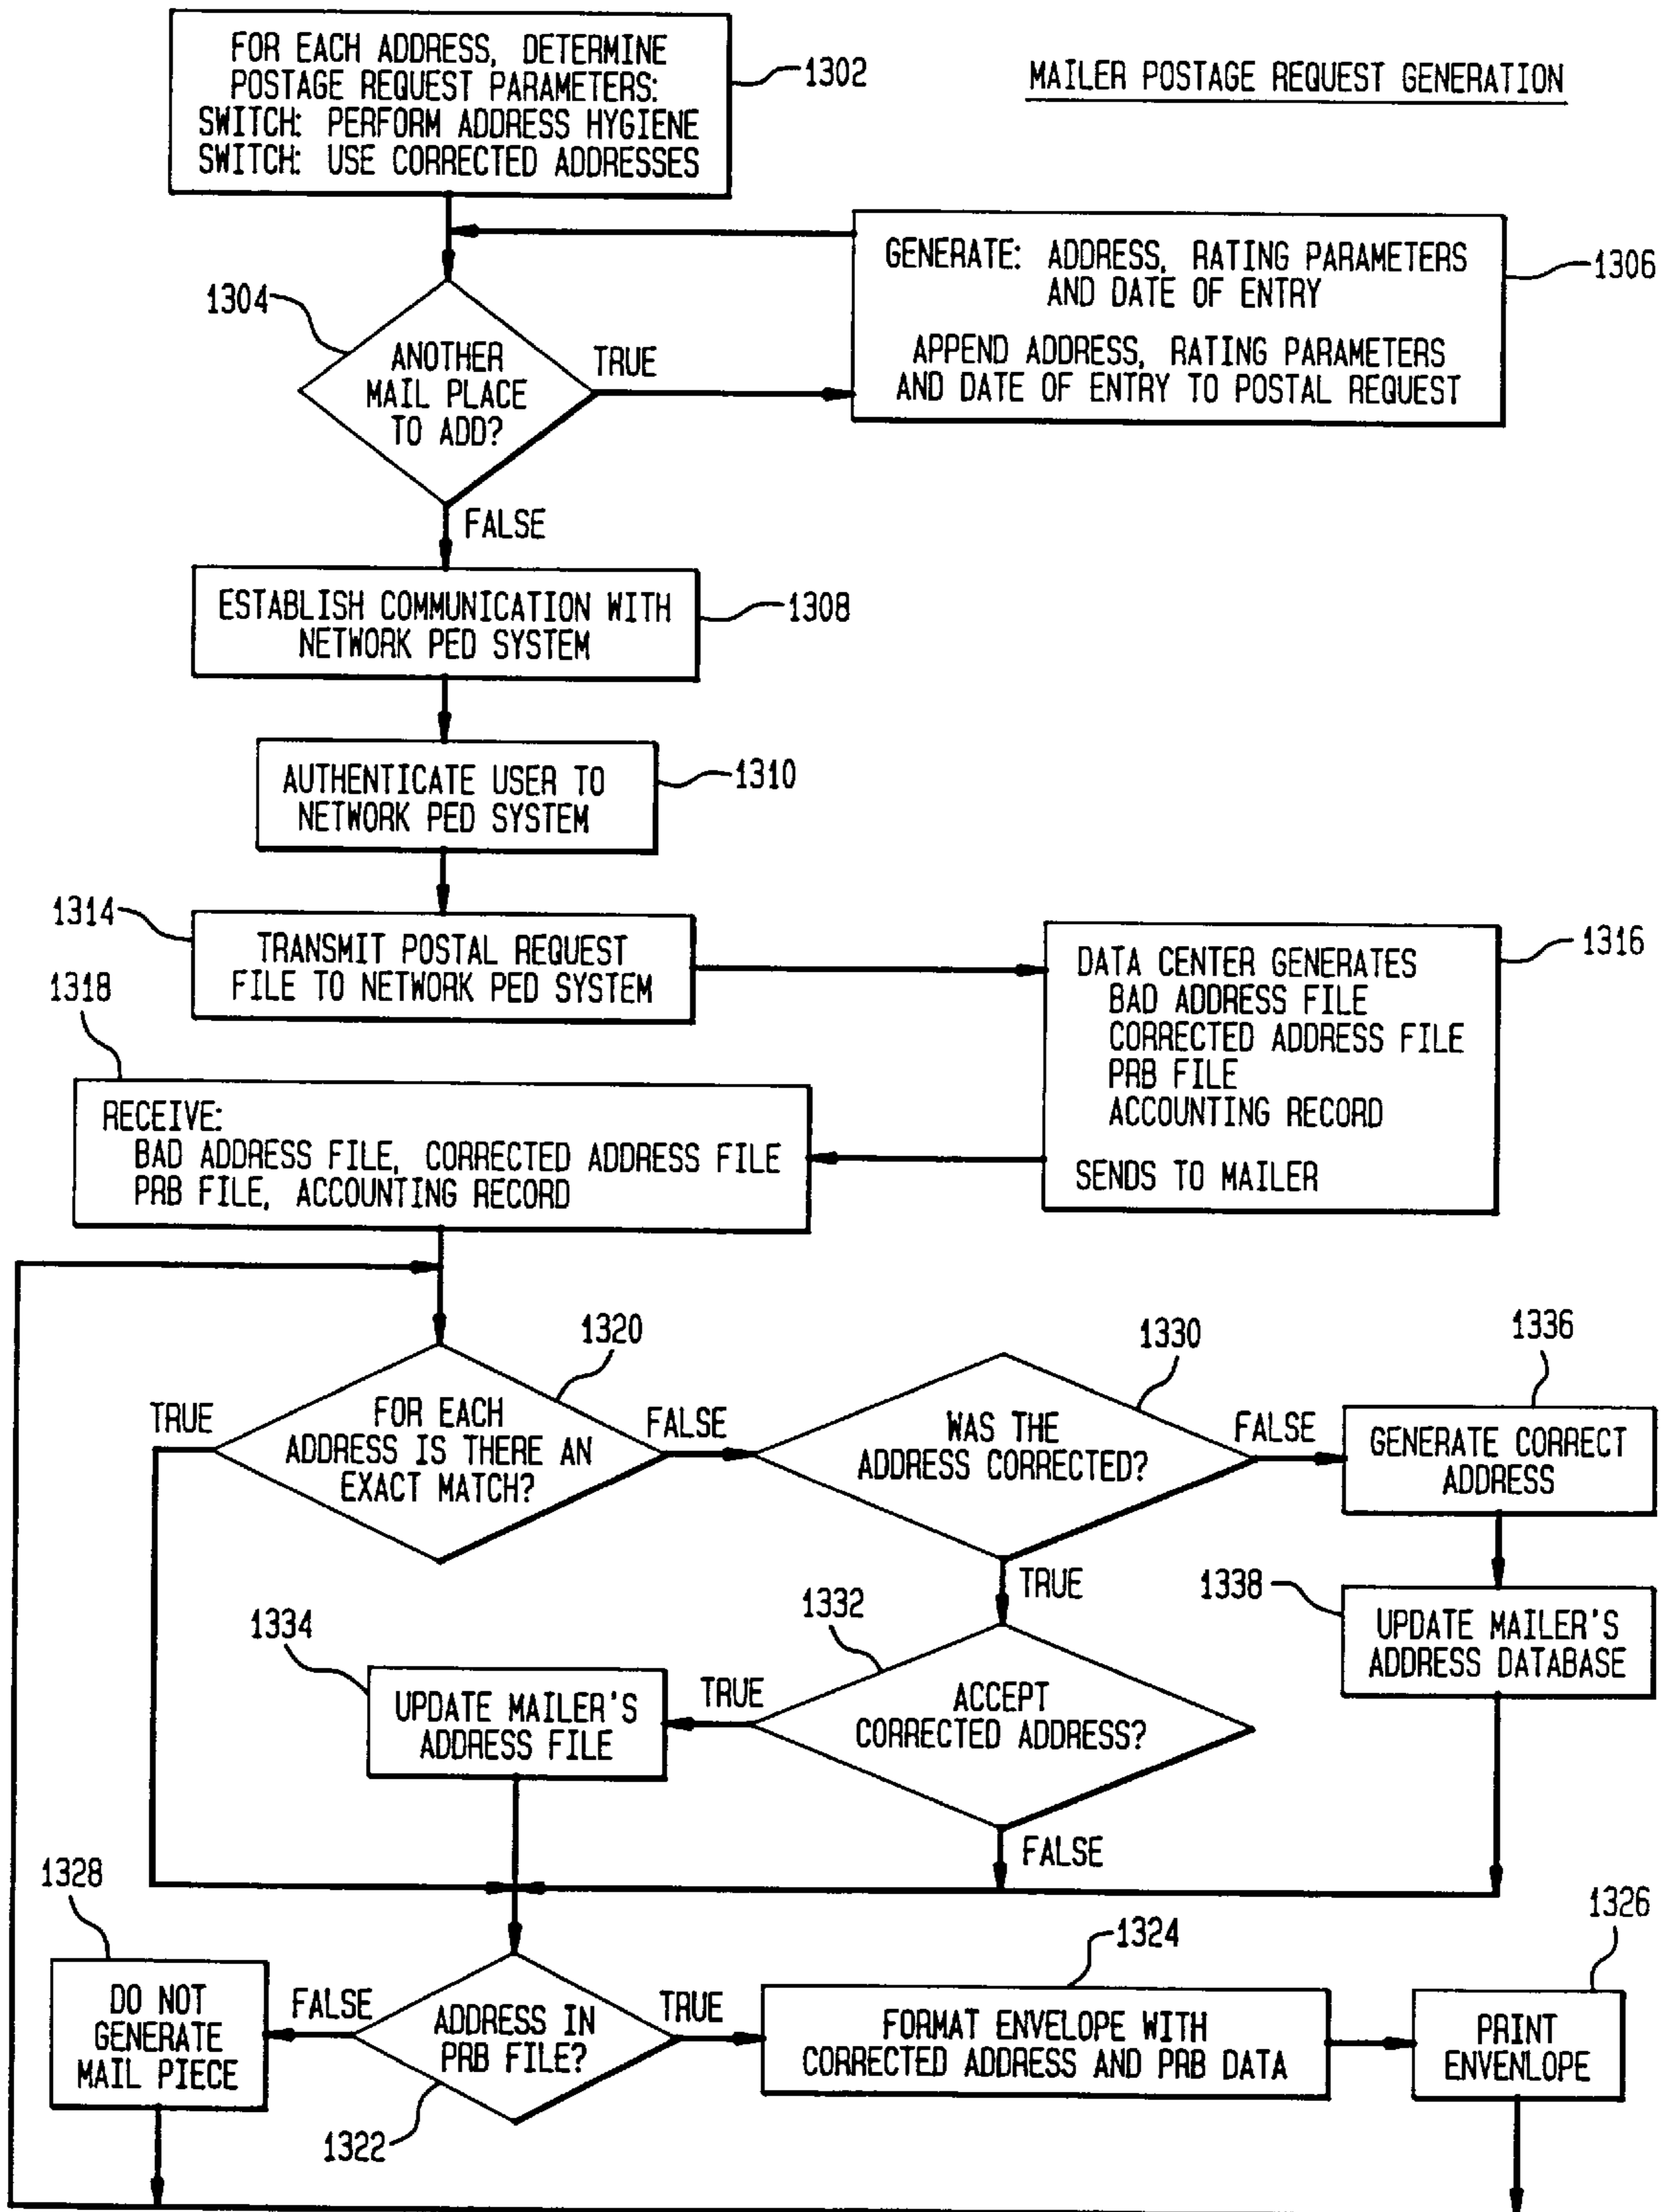 FOR EACH ADDRESS, DETERMINE
POSTAGE REQUEST PARAMETERS:
SWITCH: PERFORM ADDRESS HYGIENE
SWITCH: USE CORRECTED ADDRESSES
1302
MAILER POSTAGE REQUEST GENERATION
GENERATE: ADDRESS, RATING PARAMETERS
AND DATE OF ENTRY
APPEND ADDRESS, RATING PARAMETERS
AND DATE OF ENTRY TO POSTAL REQUEST
1306
1304
ANOTHER
MAIL PLACE
TO ADD?
TRUE
FALSE
ESTABLISH COMMUNICATION WITH
NETWORK PED SYSTEM
1308
AUTHENTICATE USER TO
NETWORK PED SYSTEM
1310
1314
TRANSMIT POSTAL REQUEST
FILE TO NETWORK PED SYSTEM
DATA CENTER GENERATES
BAD ADDRESS FILE
CORRECTED ADDRESS FILE
PRB FILE
ACCOUNTING RECORD
SENDS TO MAILER
1316
1318
RECEIVE:
BAD ADDRESS FILE, CORRECTED ADDRESS FILE
PRB FILE, ACCOUNTING RECORD
1320
FOR EACH
ADDRESS IS THERE AN
EXACT MATCH?
TRUE
FALSE
1330
WAS THE
ADDRESS CORRECTED?
FALSE
TRUE
1336
GENERATE CORRECT
ADDRESS
1338
UPDATE MAILER'S
ADDRESS DATABASE
1332
ACCEPT
CORRECTED ADDRESS?
TRUE
FALSE
1334
UPDATE MAILER'S
ADDRESS FILE
1328
DO NOT
GENERATE
MAIL PIECE
FALSE
ADDRESS IN
PRB FILE?
1322
TRUE
1324
FORMAT ENVELOPE WITH
CORRECTED ADDRESS AND PRB DATA
1326
PRINT
ENVENLOPE